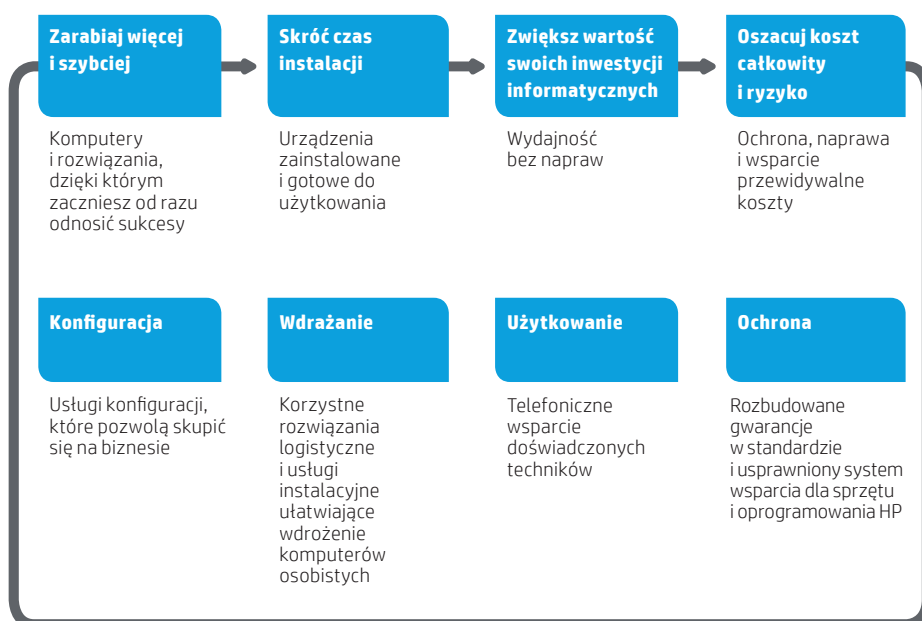 Zarabiaj więcej
i szybciej
Komputery
i rozwiązania,
dzięki którym
zaczniesz od razu
odnosić sukcesy
Skróć czas
instalacji
Urządzenia
zainstalowane
i gotowe do
użytkowania
Zwiększ wartość
swoich inwestycji
informatycznych
Wydajność
bez napraw
Oszacuj koszt
całkowity
i ryzyko
Ochrona, naprawa
i wsparcie
przewidywalne
koszty
Konfiguracja
Usługi konfiguracji,
które pozwolą skupić
się na biznesie
Wdrażanie
Korzystne
rozwiązania
logistyczne
i usługi
instalacyjne
ułatwiające
wdrożenie
komputerów
osobistych
Użytkowanie
Telefoniczne
wsparcie
doświadczonych
techników
Ochrona
Rozbudowane
gwarancje
w standardzie
i usprawniony system
wsparcia dla sprzętu
i oprogramowania HP